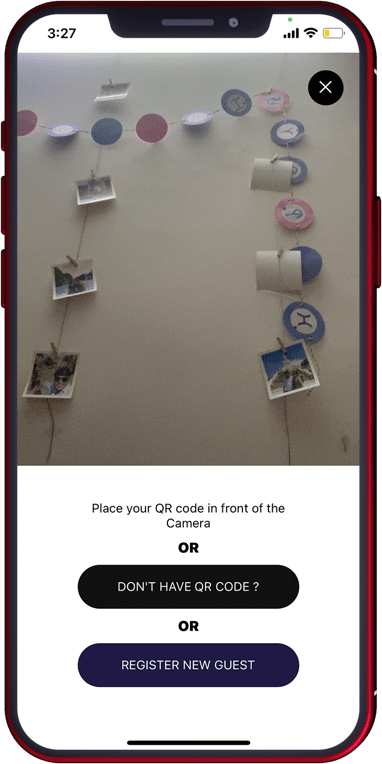 3:27
Place your QR code in front of the
Camera
OR
DON'T HAVE QR CODE ?
OR
REGISTER NEW GUEST